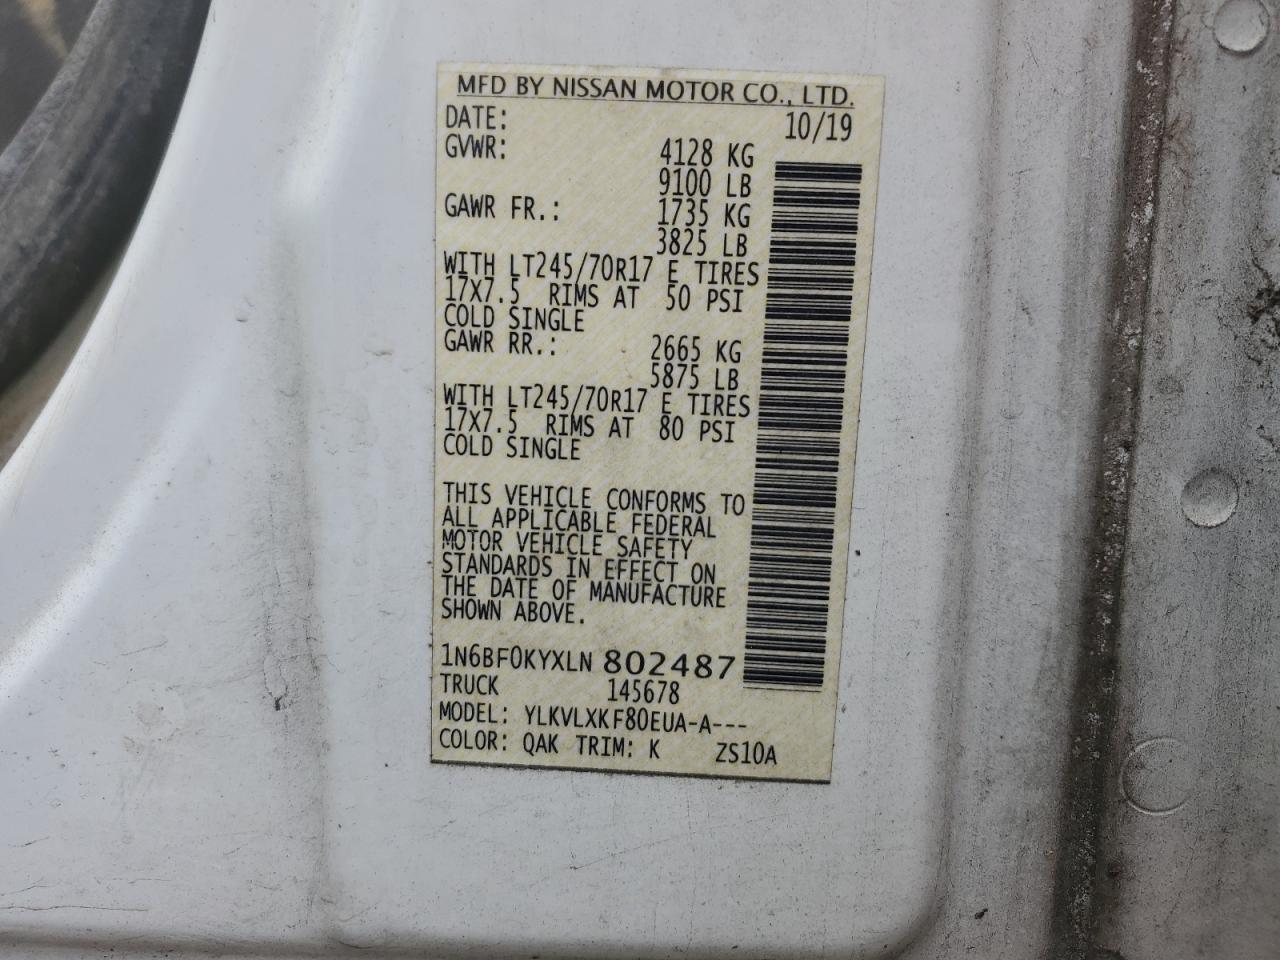 MFD BY NISSAN MOTOR CO., LTD.
DATE: 10/19
GVWR: 4128 KG
9100 LB
GAWR FR.: 1735 KG
3825 LB
WITH LT245/70R17 E TIRES
17X7.5 RIMS AT 50 PSI
COLD SINGLE
GAWR RR.: 2665 KG
5875 LB
WITH LT245/70R17 E TIRES
17X7.5 RIMS AT 80 PSI
COLD SINGLE
THIS VEHICLE CONFORMS TO
ALL APPLICABLE FEDERAL
MOTOR VEHICLE SAFETY
STANDARDS IN EFFECT ON
THE DATE OF MANUFACTURE
SHOWN ABOVE.
1N6BF0KYXLN 802487
TRUCK 145678
MODEL: YLKVLXKF80EUA-A---
COLOR: QAK TRIM: K ZS10A